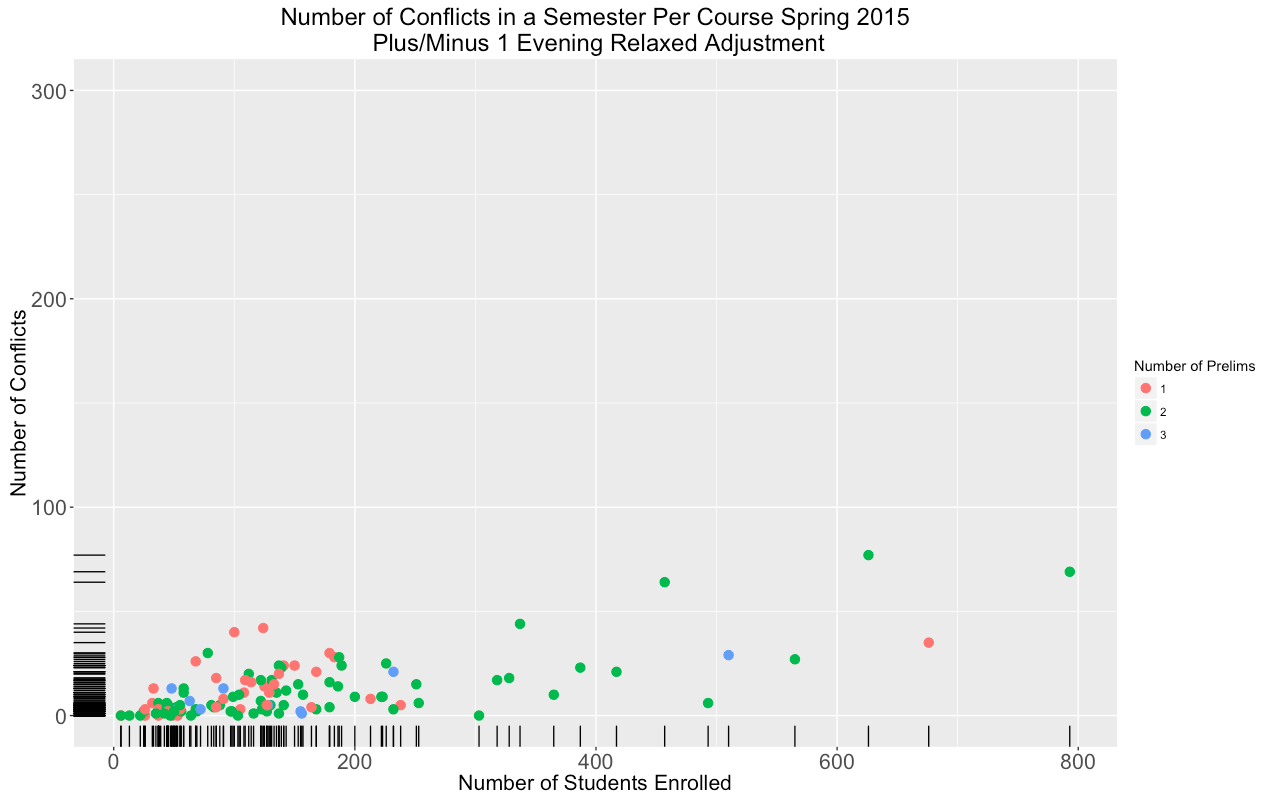 Number of Conflicts in a Semester Per Course Spring 2015
Plus/Minus 1 Evening Relaxed Adjustment
Number of Conflicts
300
200
100
0
0
200
400
600
800
Number of Students Enrolled
Number of Prelims
1
2
3